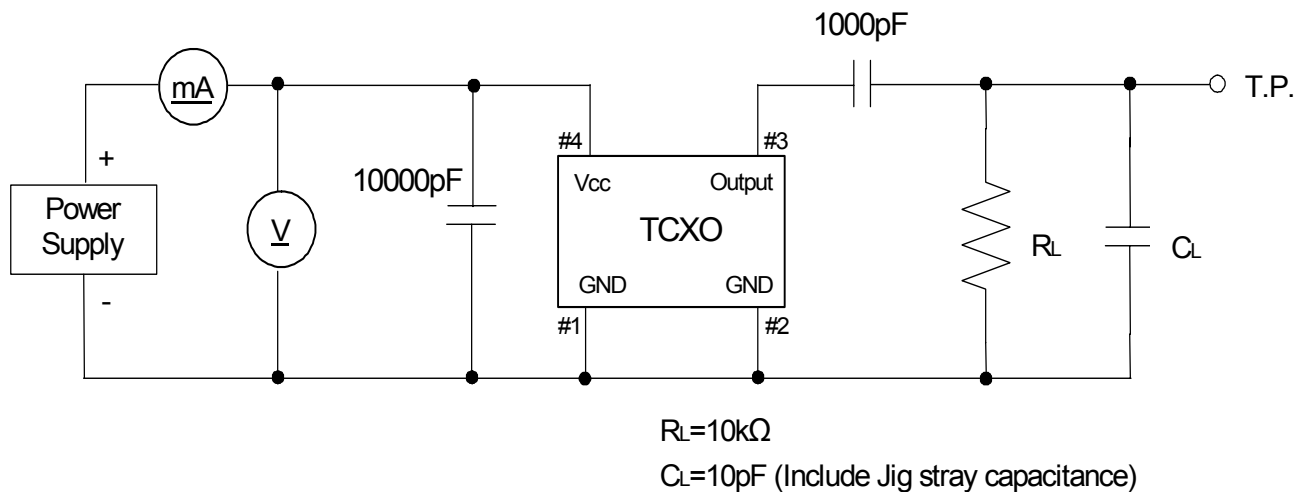 1000pF
mA
T.P.
#4
#3
+
10000pF
Vcc
Output
Power
Supply
V
TCXO
RL
CL
GND
GND
-
#1
#2
RL=10kΩ
CL=10pF (Include Jig stray capacitance)